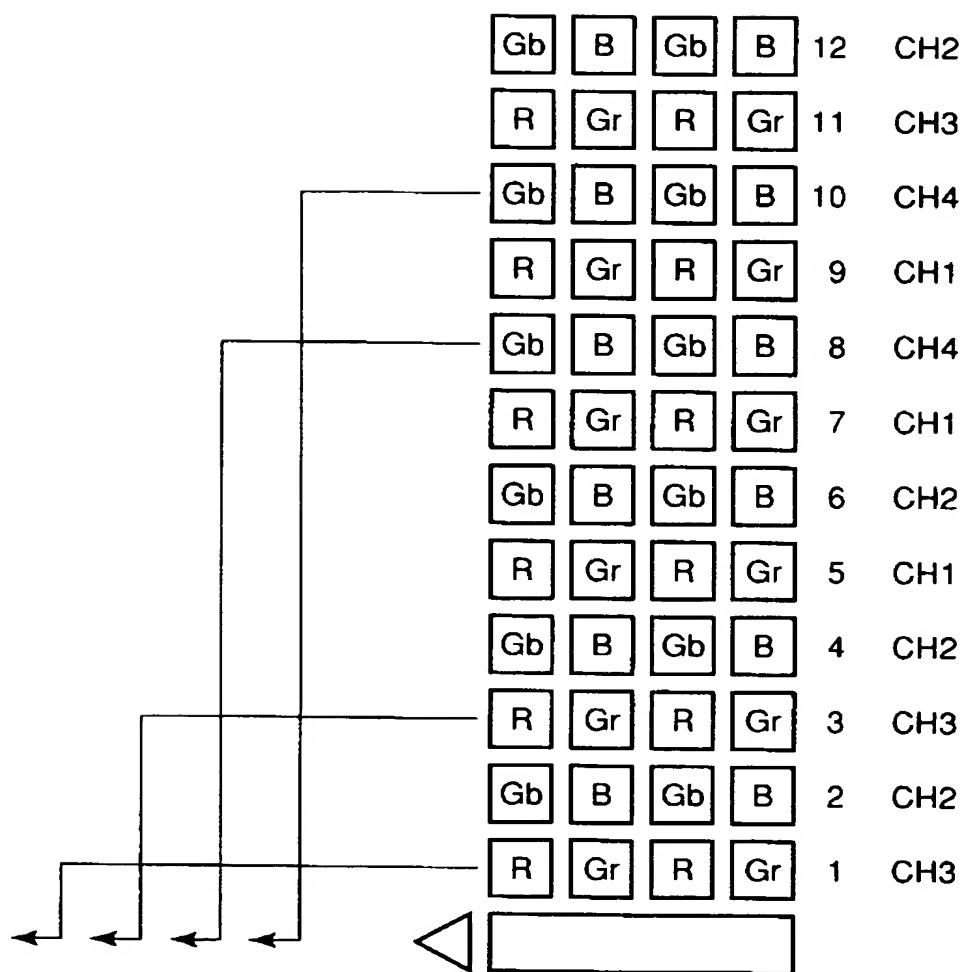 Gb B Gb B 12 CH2
R Gr R Gr 11 CH3
Gb B Gb B 10 CH4
R Gr R Gr 9 CH1
Gb B Gb B 8 CH4
R Gr R Gr 7 CH1
Gb B Gb B 6 CH2
R Gr R Gr 5 CH1
Gb B Gb B 4 CH2
R Gr R Gr 3 CH3
Gb B Gb B 2 CH2
R Gr R Gr 1 CH3